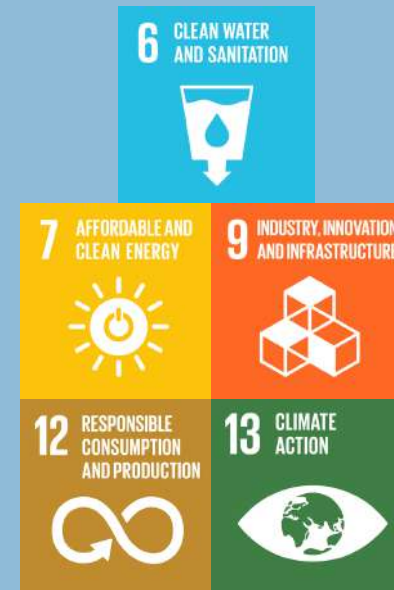 6 CLEAN WATER
AND SANITATION
7 AFFORDABLE AND
CLEAN ENERGY
9 INDUSTRY, INNOVATION
AND INFRASTRUCTURE
12 RESPONSIBLE
CONSUMPTION
AND PRODUCTION
13 CLIMATE
ACTION